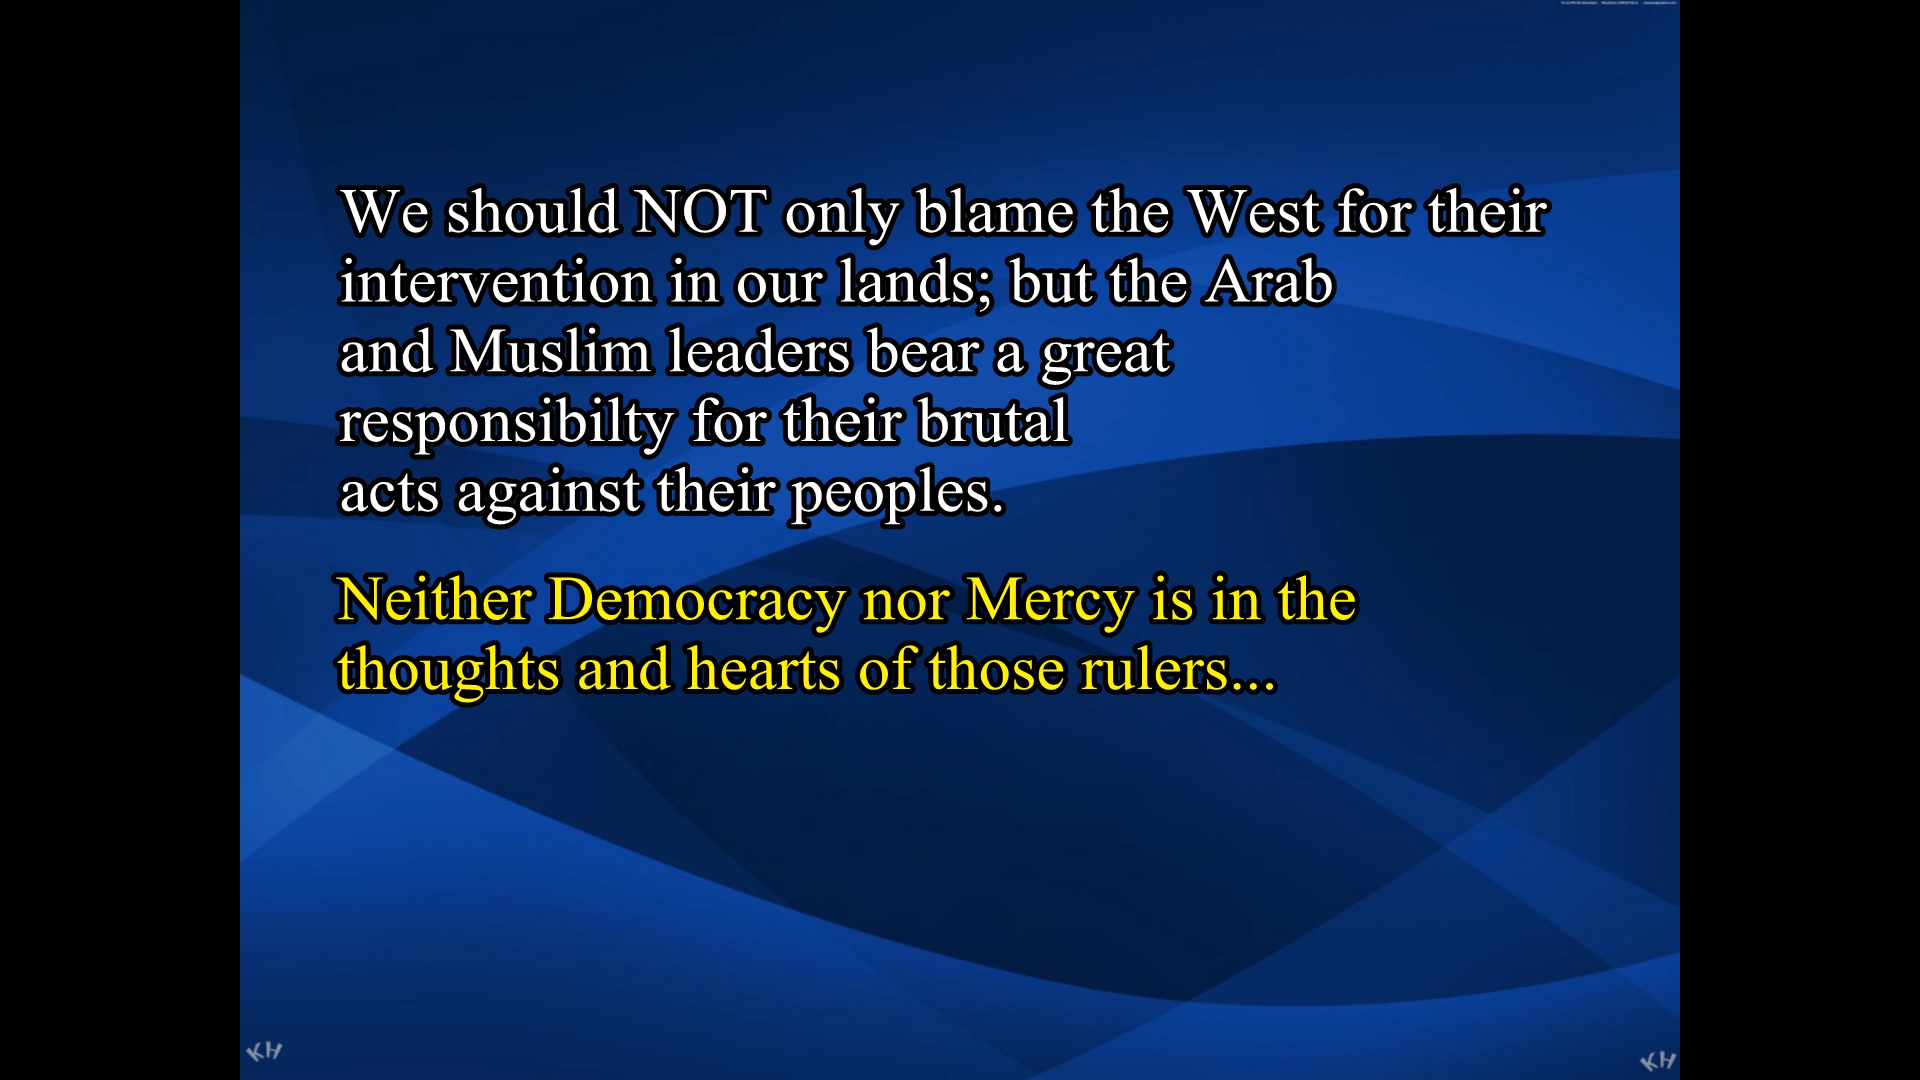 We should NOT only blame the West for their
intervention in our lands; but the Arab
and Muslim leaders bear a great
responsibilty for their brutal
acts against their peoples.
Neither Democracy nor Mercy is in the
thoughts and hearts of those rulers...
KH
KH